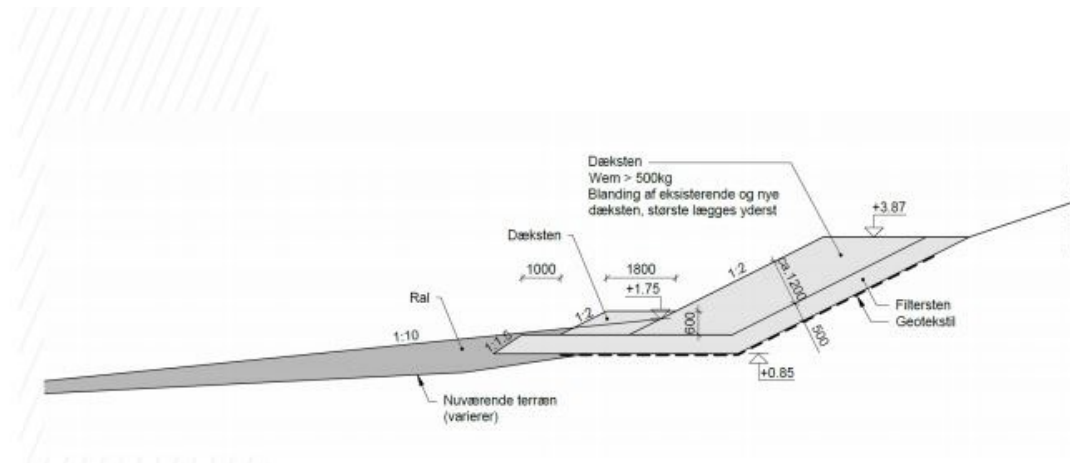 Dæksten
Wem > 500kg
Blanding af eksisterende og nye
dæksten, største lægges yderst
+3.87
Dæksten
1000
1800
+1.75
1:2
ca.1200
Ral
1:2
600
Filtersten
Geotekstil
1:10
1:1.5
500
+0.85
Nuværende terræn
(varierer)